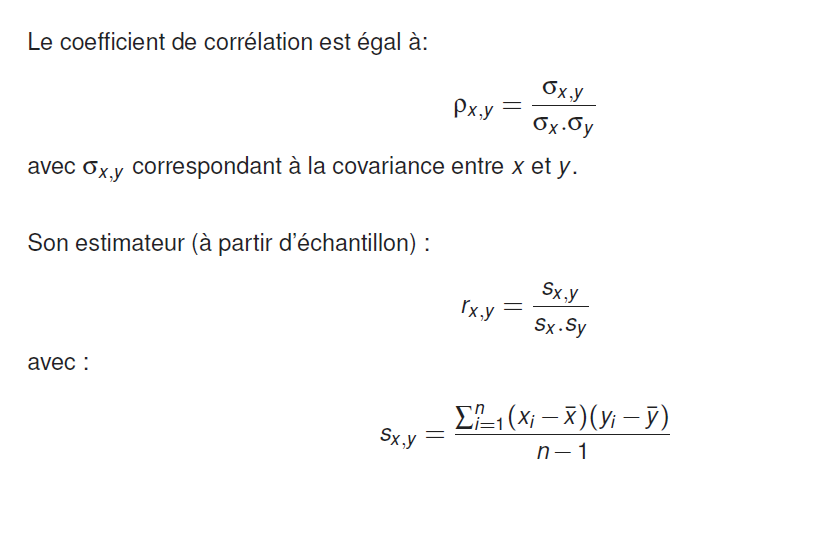 Le coefficient de corrélation est égal à:
ρx,y = σx,y / σx.σy
avec σx,y correspondant à la covariance entre x et y.
Son estimateur (à partir d’échantillon) :
rx,y = sx,y / sx.sy
avec :
sx,y = ∑ⁿi=1 (xi − x̄)(yi − ȳ) / n − 1